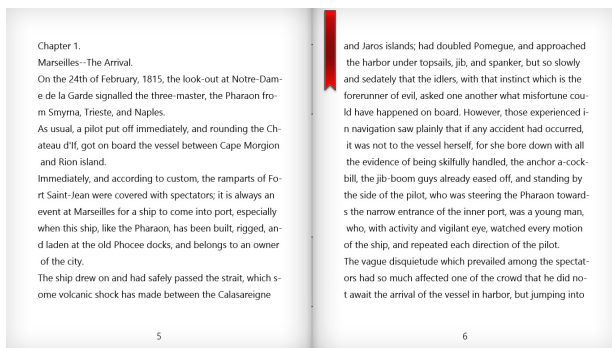 Chapter 1.
Marseilles--The Arrival.
On the 24th of February, 1815, the look-out at Notre-Dam-
e de la Garde signalled the three-master, the Pharaon fro-
m Smyrna, Trieste, and Naples.
As usual, a pilot put off immediately, and rounding the Ch-
ateau d'If, got on board the vessel between Cape Morgion
and Rion island.
Immediately, and according to custom, the ramparts of Fo-
rt Saint-Jean were covered with spectators; it is always an
event at Marseilles for a ship to come into port, especially
when this ship, like the Pharaon, has been built, rigged, an-
d laden at the old Phocee docks, and belongs to an owner
of the city.
The ship drew on and had safely passed the strait, which s-
ome volcanic shock has made between the Calasareigne
5
and Jaros islands; had doubled Pomegue, and approached
the harbor under topsails, jib, and spanker, but so slowly
and sedately that the idlers, with that instinct which is the
forerunner of evil, asked one another what misfortune cou-
ld have happened on board. However, those experienced i-
n navigation saw plainly that if any accident had occurred,
it was not to the vessel herself, for she bore down with all
the evidence of being skilfully handled, the anchor a-cock-
bill, the jib-boom guys already eased off, and standing by
the side of the pilot, who was steering the Pharaon toward-
s the narrow entrance of the inner port, was a young man,
who, with activity and vigilant eye, watched every motion
of the ship, and repeated each direction of the pilot.
The vague disquietude which prevailed among the spectat-
ors had so much affected one of the crowd that he did no-
t await the arrival of the vessel in harbor, but jumping into
6